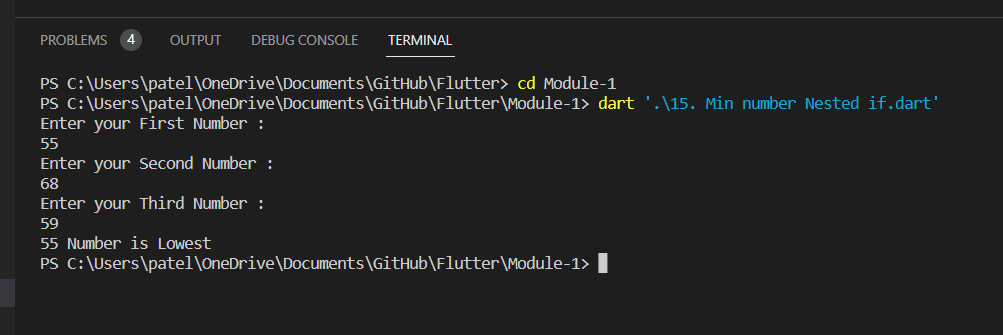 PROBLEMS 4 OUTPUT DEBUG CONSOLE TERMINAL
PS C:\Users\patel\OneDrive\Documents\GitHub\Flutter> cd Module-1
PS C:\Users\patel\OneDrive\Documents\GitHub\Flutter\Module-1> dart '.\15. Min number Nested if.dart'
Enter your First Number :
55
Enter your Second Number :
68
Enter your Third Number :
59
55 Number is Lowest
PS C:\Users\patel\OneDrive\Documents\GitHub\Flutter\Module-1>